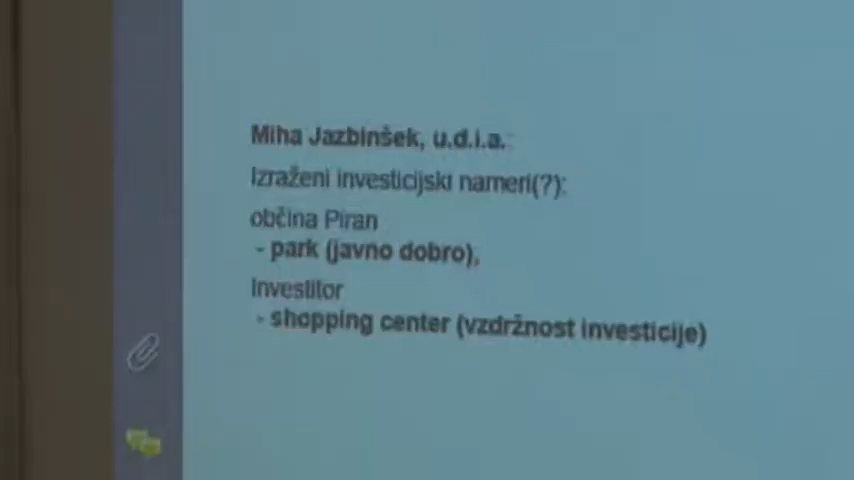 Miha Jazbinšek, u.d.i.a.
Izraženi investicijski nameri(?):
občina Piran
- park (javno dobro),
investitor
- shopping center (vzdržnost investicije)